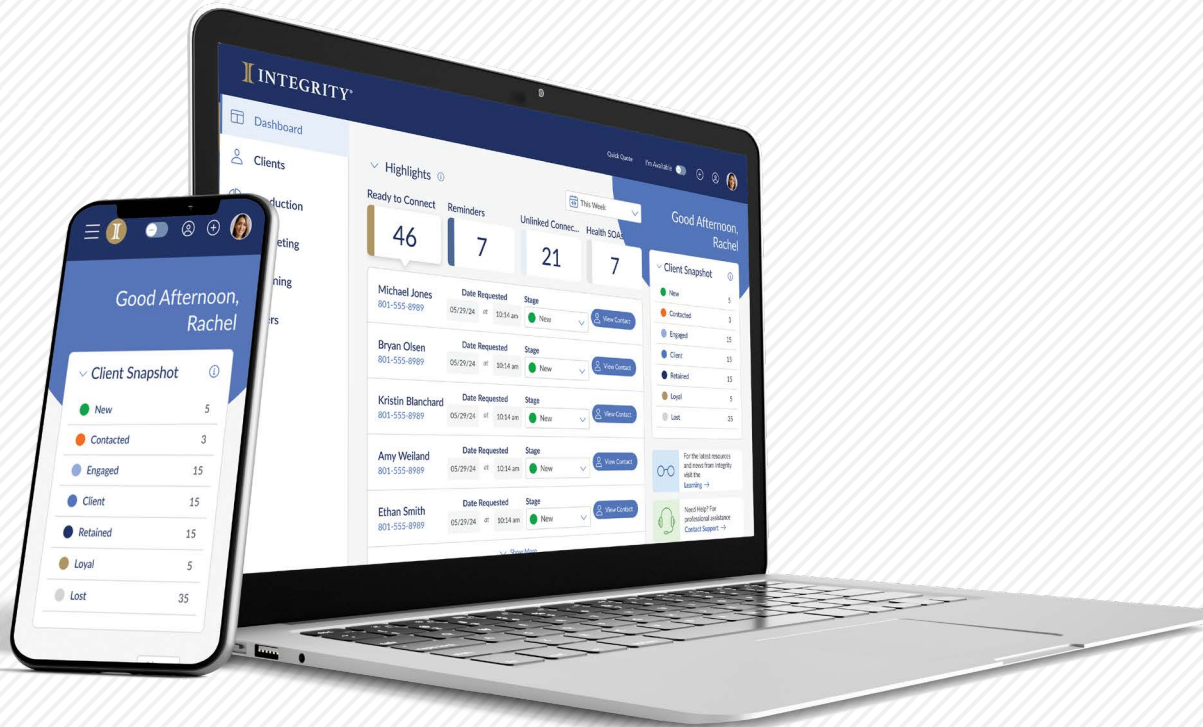 Good Afternoon,
Rachel
Client Snapshot
New 5
Contacted 3
Engaged 15
Client 15
Retained 15
Loyal 5
Lost 35
INTEGRITY®
Quick Quote I'm Available
Dashboard
Clients
duction
eting
ning
rs
Highlights
This Week
Ready to Connect Reminders Unlinked Connec... Health SOAs
46 7 21 7
Michael Jones Date Requested Stage
801-555-8989 05/29/24 at 10:14 am New View Contact
Bryan Olsen Date Requested Stage
801-555-8989 05/29/24 at 10:14 am New View Contact
Kristin Blanchard Date Requested Stage
801-555-8989 05/29/24 at 10:14 am New View Contact
Amy Weiland Date Requested Stage
801-555-8989 05/29/24 at 10:14 am New View Contact
Ethan Smith Date Requested Stage
801-555-8989 05/29/24 at 10:14 am New View Contact
Show More
Good Afternoon,
Rachel
Client Snapshot
New 5
Contacted 3
Engaged 15
Client 15
Retained 15
Loyal 5
Lost 35
For the latest resources
and news from Integrity
visit the
Learning →
Need Help? For
professional assistance
Contact Support →